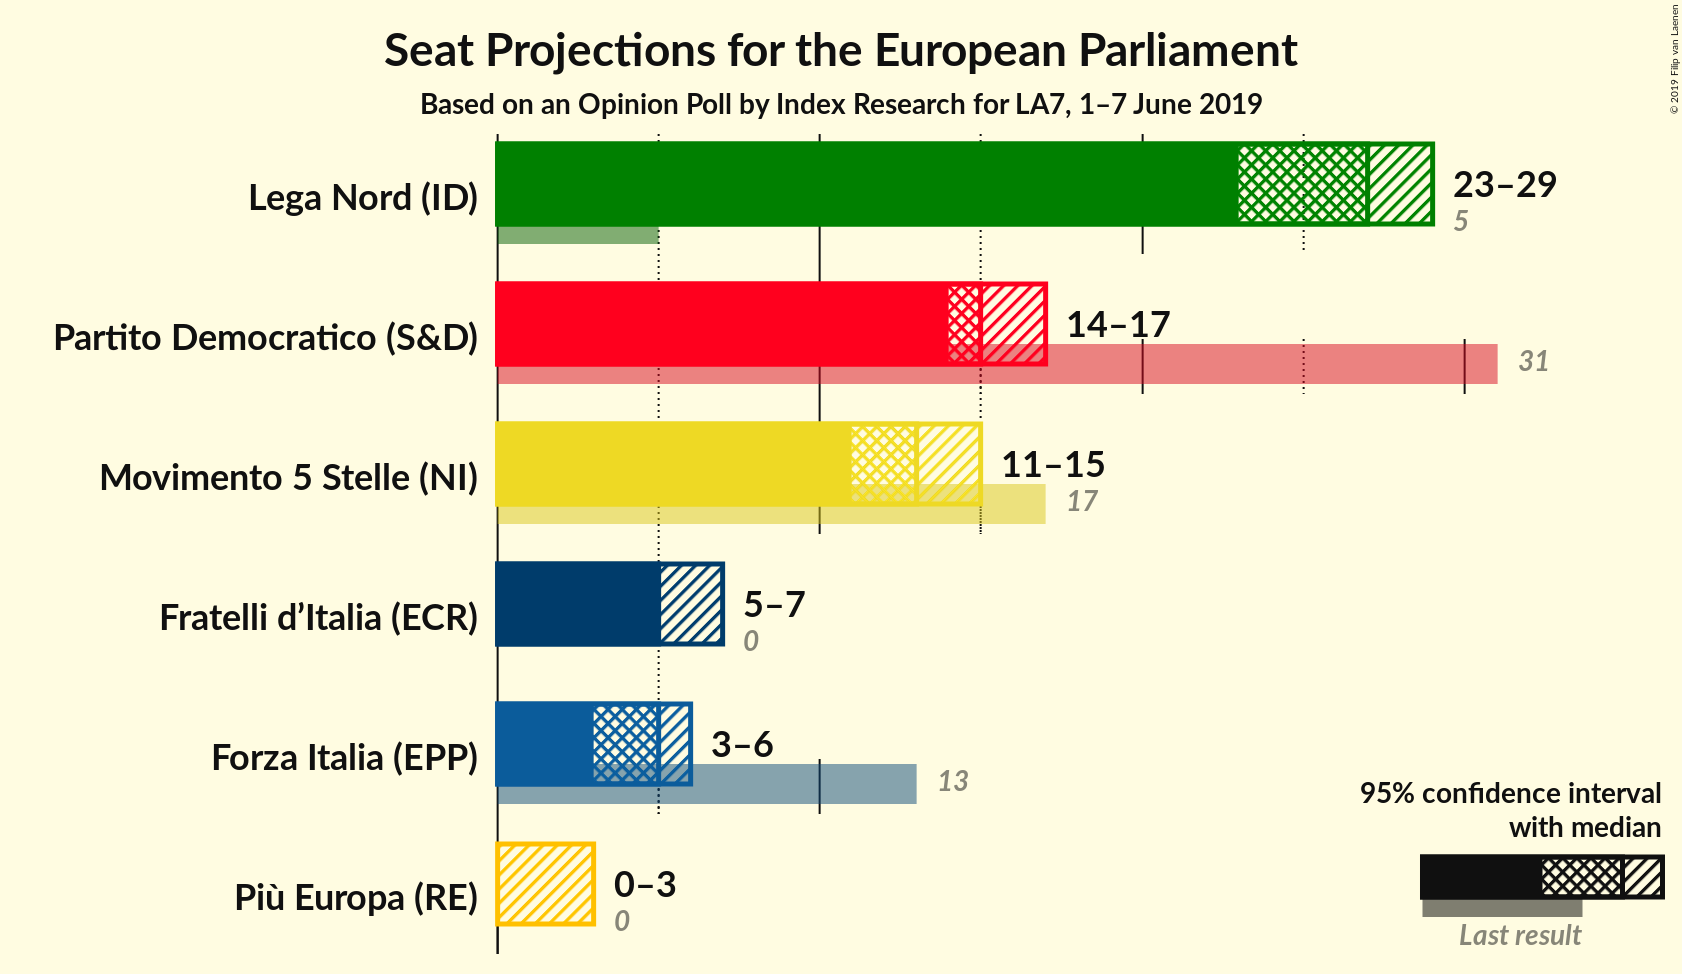 © 2019 Filip van Laenen
Seat Projections for the European Parliament
Based on an Opinion Poll by Index Research for LA7, 1–7 June 2019
Lega Nord (ID)
23–29
5
Partito Democratico (S&D)
14–17
31
Movimento 5 Stelle (NI)
11–15
17
Fratelli d’Italia (ECR)
5–7
0
Forza Italia (EPP)
3–6
13
Più Europa (RE)
0–3
0
95% confidence interval
with median
Last result